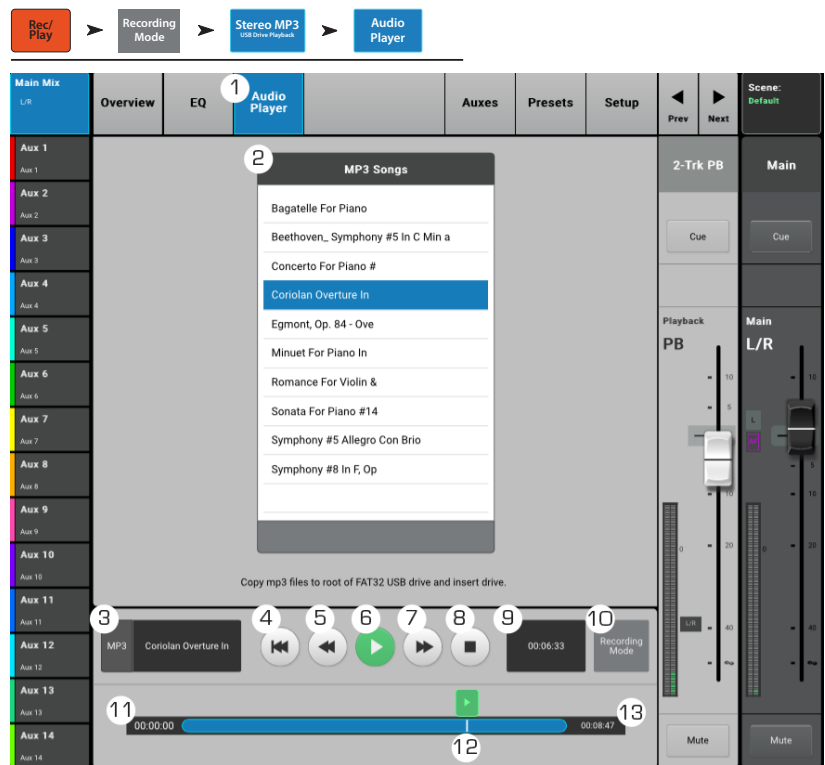 Rec/
Play
Recording
Mode
Stereo MP3
USB Drive Playback
Audio
Player
Main Mix
L/R
Overview
EQ
1
Audio
Player
Auxes
Presets
Setup
Prev
Next
Scene:
Default
Aux 1
Aux 1
Aux 2
Aux 2
Aux 3
Aux 3
Aux 4
Aux 4
Aux 5
Aux 5
Aux 6
Aux 6
Aux 7
Aux 7
Aux 8
Aux 8
Aux 9
Aux 9
Aux 10
Aux 10
Aux 11
Aux 11
Aux 12
Aux 12
Aux 13
Aux 13
Aux 14
Aux 14
2
MP3 Songs
Bagatelle For Piano
Beethoven_ Symphony #5 In C Min a
Concerto For Piano #
Coriolan Overture In
Egmont, Op. 84 - Ove
Minuet For Piano In
Romance For Violin &
Sonata For Piano #14
Symphony #5 Allegro Con Brio
Symphony #8 In F, Op
Copy mp3 files to root of FAT32 USB drive and insert drive.
3
MP3
Coriolan Overture In
4
5
6
7
8
9
00:06:33
10
Recording
Mode
11
00:00:00
12
13
00:08:47
2-Trk PB
Cue
Playback
PB
10
5
10
20
40
∞
0
L/R
Mute
Main
Cue
Main
L/R
L
10
5
10
20
40
∞
0
Mute